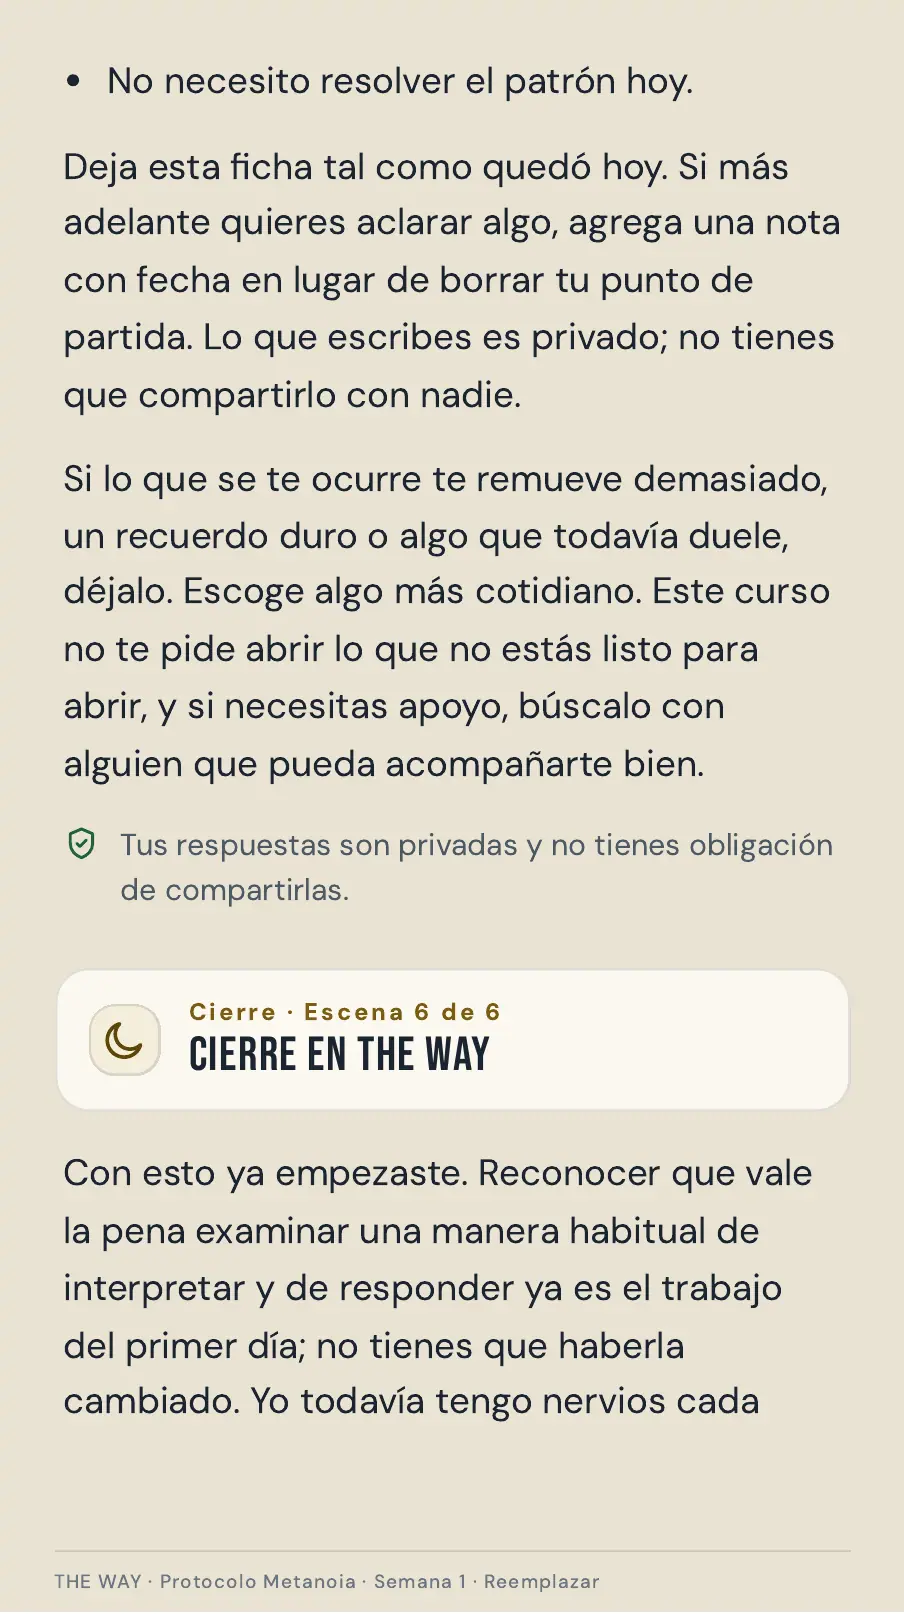 • No necesito resolver el patrón hoy.
Deja esta ficha tal como quedó hoy. Si más
adelante quieres aclarar algo, agrega una nota
con fecha en lugar de borrar tu punto de
partida. Lo que escribes es privado; no tienes
que compartirlo con nadie.
Si lo que se te ocurre te remueve demasiado,
un recuerdo duro o algo que todavía duele,
déjalo. Escoge algo más cotidiano. Este curso
no te pide abrir lo que no estás listo para
abrir, y si necesitas apoyo, búscalo con
alguien que pueda acompañarte bien.
Tus respuestas son privadas y no tienes obligación
de compartirlas.
Cierre · Escena 6 de 6
CIERRE EN THE WAY
Con esto ya empezaste. Reconocer que vale
la pena examinar una manera habitual de
interpretar y de responder ya es el trabajo
del primer día; no tienes que haberla
cambiado. Yo todavía tengo nervios cada
THE WAY · Protocolo Metanoia · Semana 1 · Reemplazar